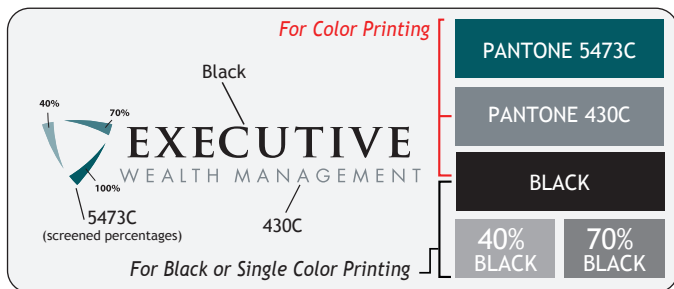 For Color Printing
Black
40%
70%
EXECUTIVE
WEALTH MANAGEMENT
100%
5473C
(screened percentages)
430C
For Black or Single Color Printing
PANTONE 5473C
PANTONE 430C
BLACK
40%
BLACK
70%
BLACK